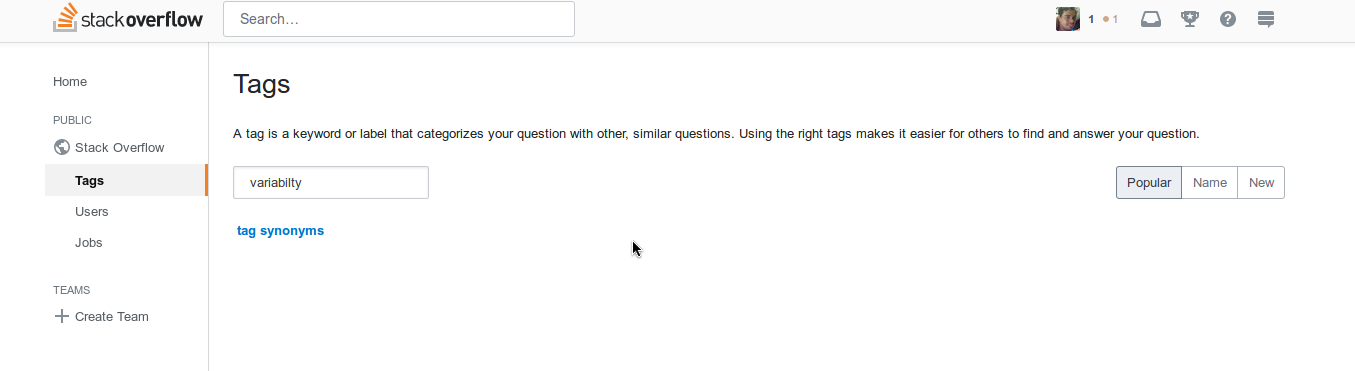 stackoverflow
Search…
1 1
Home
PUBLIC
Stack Overflow
Tags
Users
Jobs
TEAMS
Create Team
Tags
A tag is a keyword or label that categorizes your question with other, similar questions. Using the right tags makes it easier for others to find and answer your question.
variabilty
Popular Name New
tag synonyms